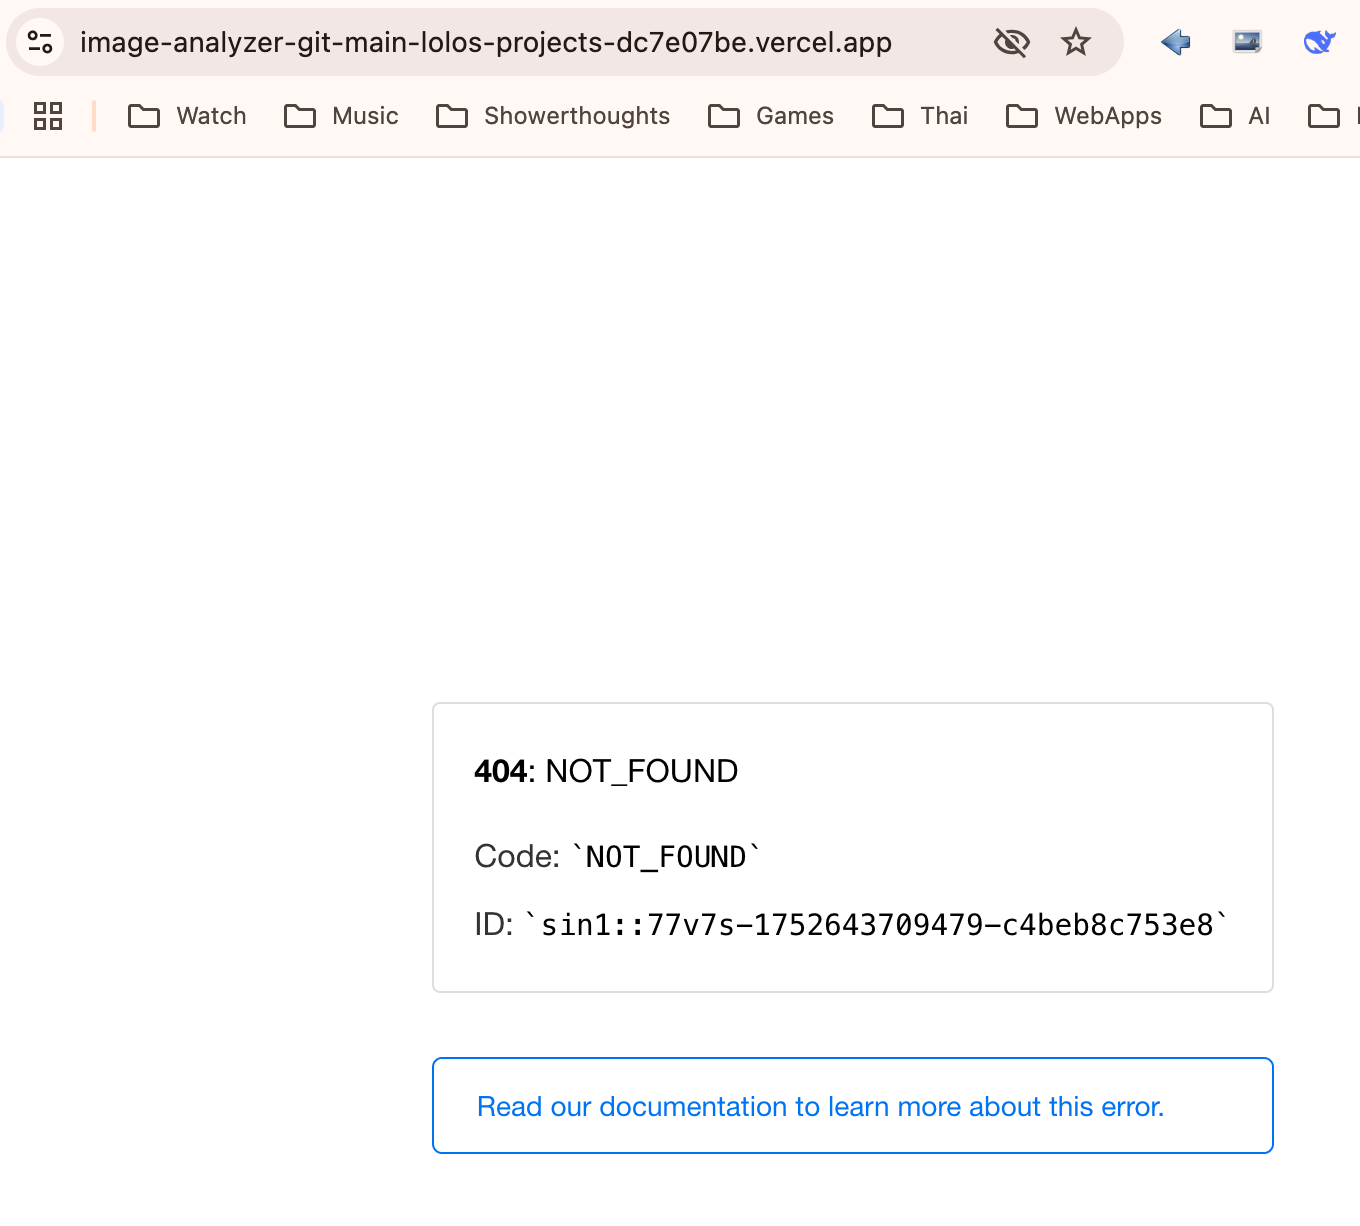 image-analyzer-git-main-lolos-projects-dc7e07be.vercel.app
Watch Music Showerthoughts Games Thai WebApps AI
404: NOT_FOUND
Code: `NOT_FOUND`
ID: `sin1::77v7s-1752643709479-c4beb8c753e8`
Read our documentation to learn more about this error.